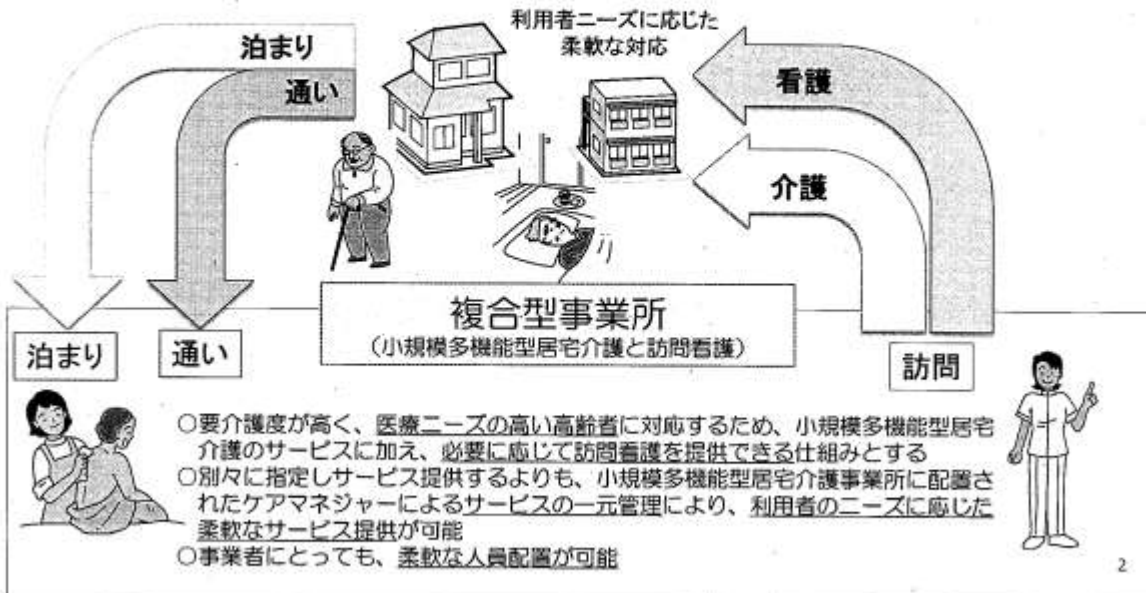 利用者ニーズに応じた
柔軟な対応
泊まり
通い
看護
介護
複合型事業所
(小規模多機能型居宅介護と訪問看護)
泊まり
通い
訪問
○要介護度が高く、医療ニーズの高い高齢者に対応するため、小規模多機能型居宅
介護のサービスに加え、必要に応じて訪問看護を提供できる仕組みとする
○別々に指定しサービス提供するよりも、小規模多機能型居宅介護事業所に配置さ
れたケアマネジャーによるサービスの一元管理により、利用者のニーズに応じた
柔軟なサービス提供が可能
○事業者にとっても、柔軟な人員配置が可能
2